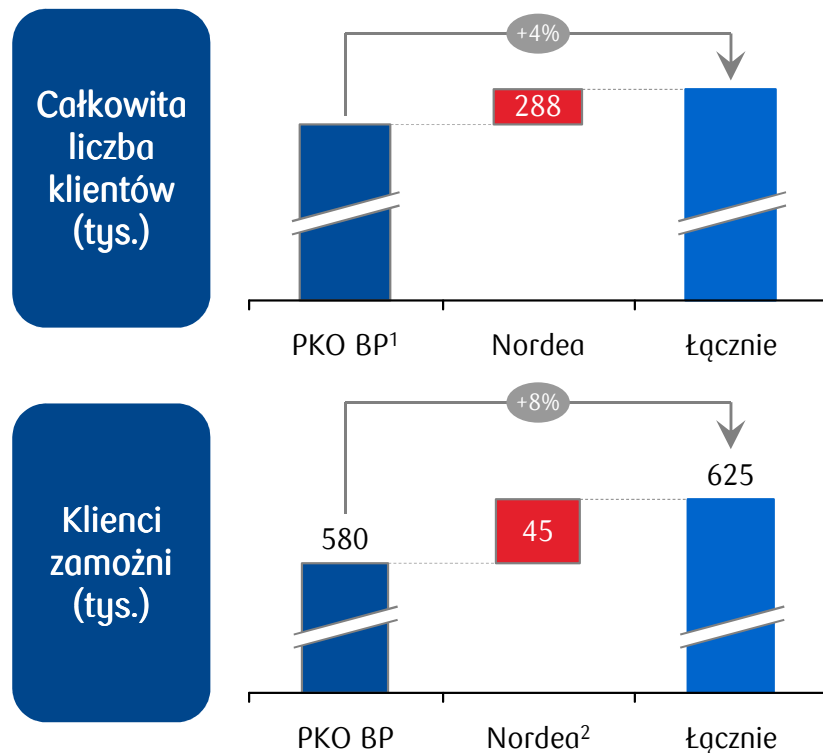 Całkowita
liczba
klientów
(tys.)
+4%
288
PKO BP¹
Nordea
Łącznie
Klienci
zamożni
(tys.)
+8%
580
45
625
PKO BP
Nordea²
Łącznie